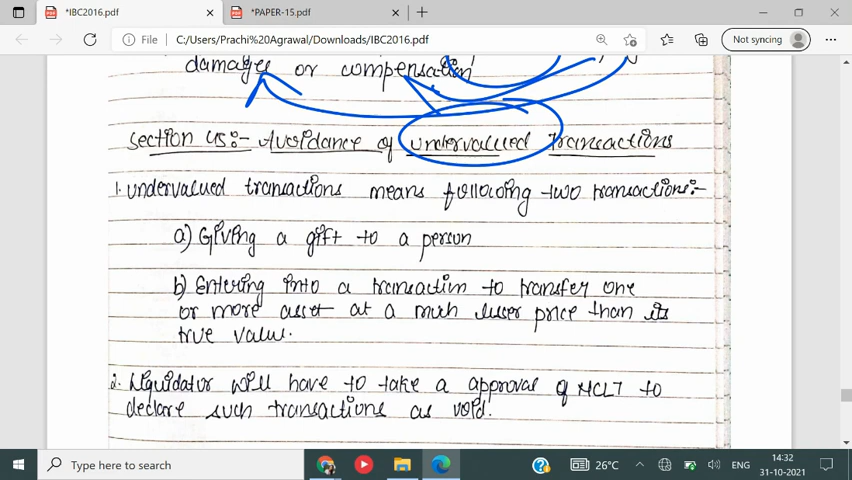 *IBC2016.pdf
*PAPER-15.pdf
File
C:/Users/Prachi%20Agrawal/Downloads/IBC2016.pdf
Not syncing
damages or compensation
Section 45:- Avoidance of undervalued transactions
1. undervalued transactions means following two transactions:-
a) Giving a gift to a person
b) Entering into a transaction to transfer one
or more asset at a much lesser price than its
true value.
2. Liquidator will have to take a approval of NCLT to
declare such transactions as void.
Type here to search
26°C
ENG
14:32
31-10-2021